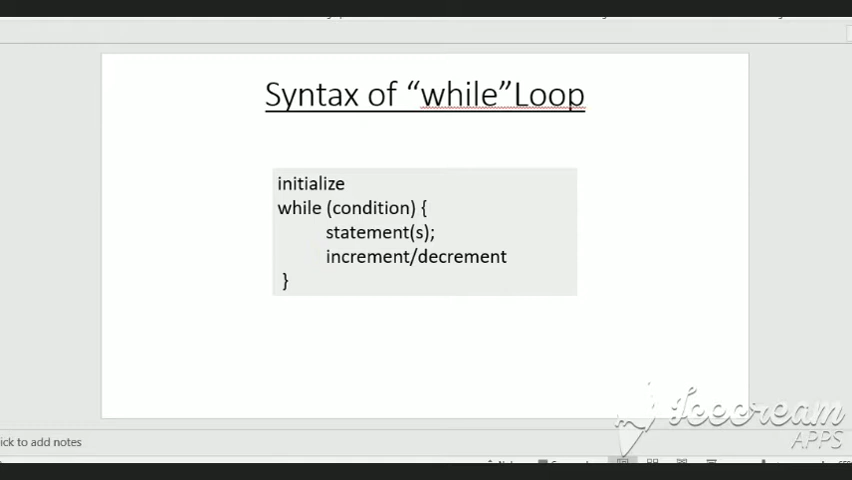 Syntax of “while”Loop
initialize
while (condition) {
statement(s);
increment/decrement
}
Icecream
APPS
ick to add notes